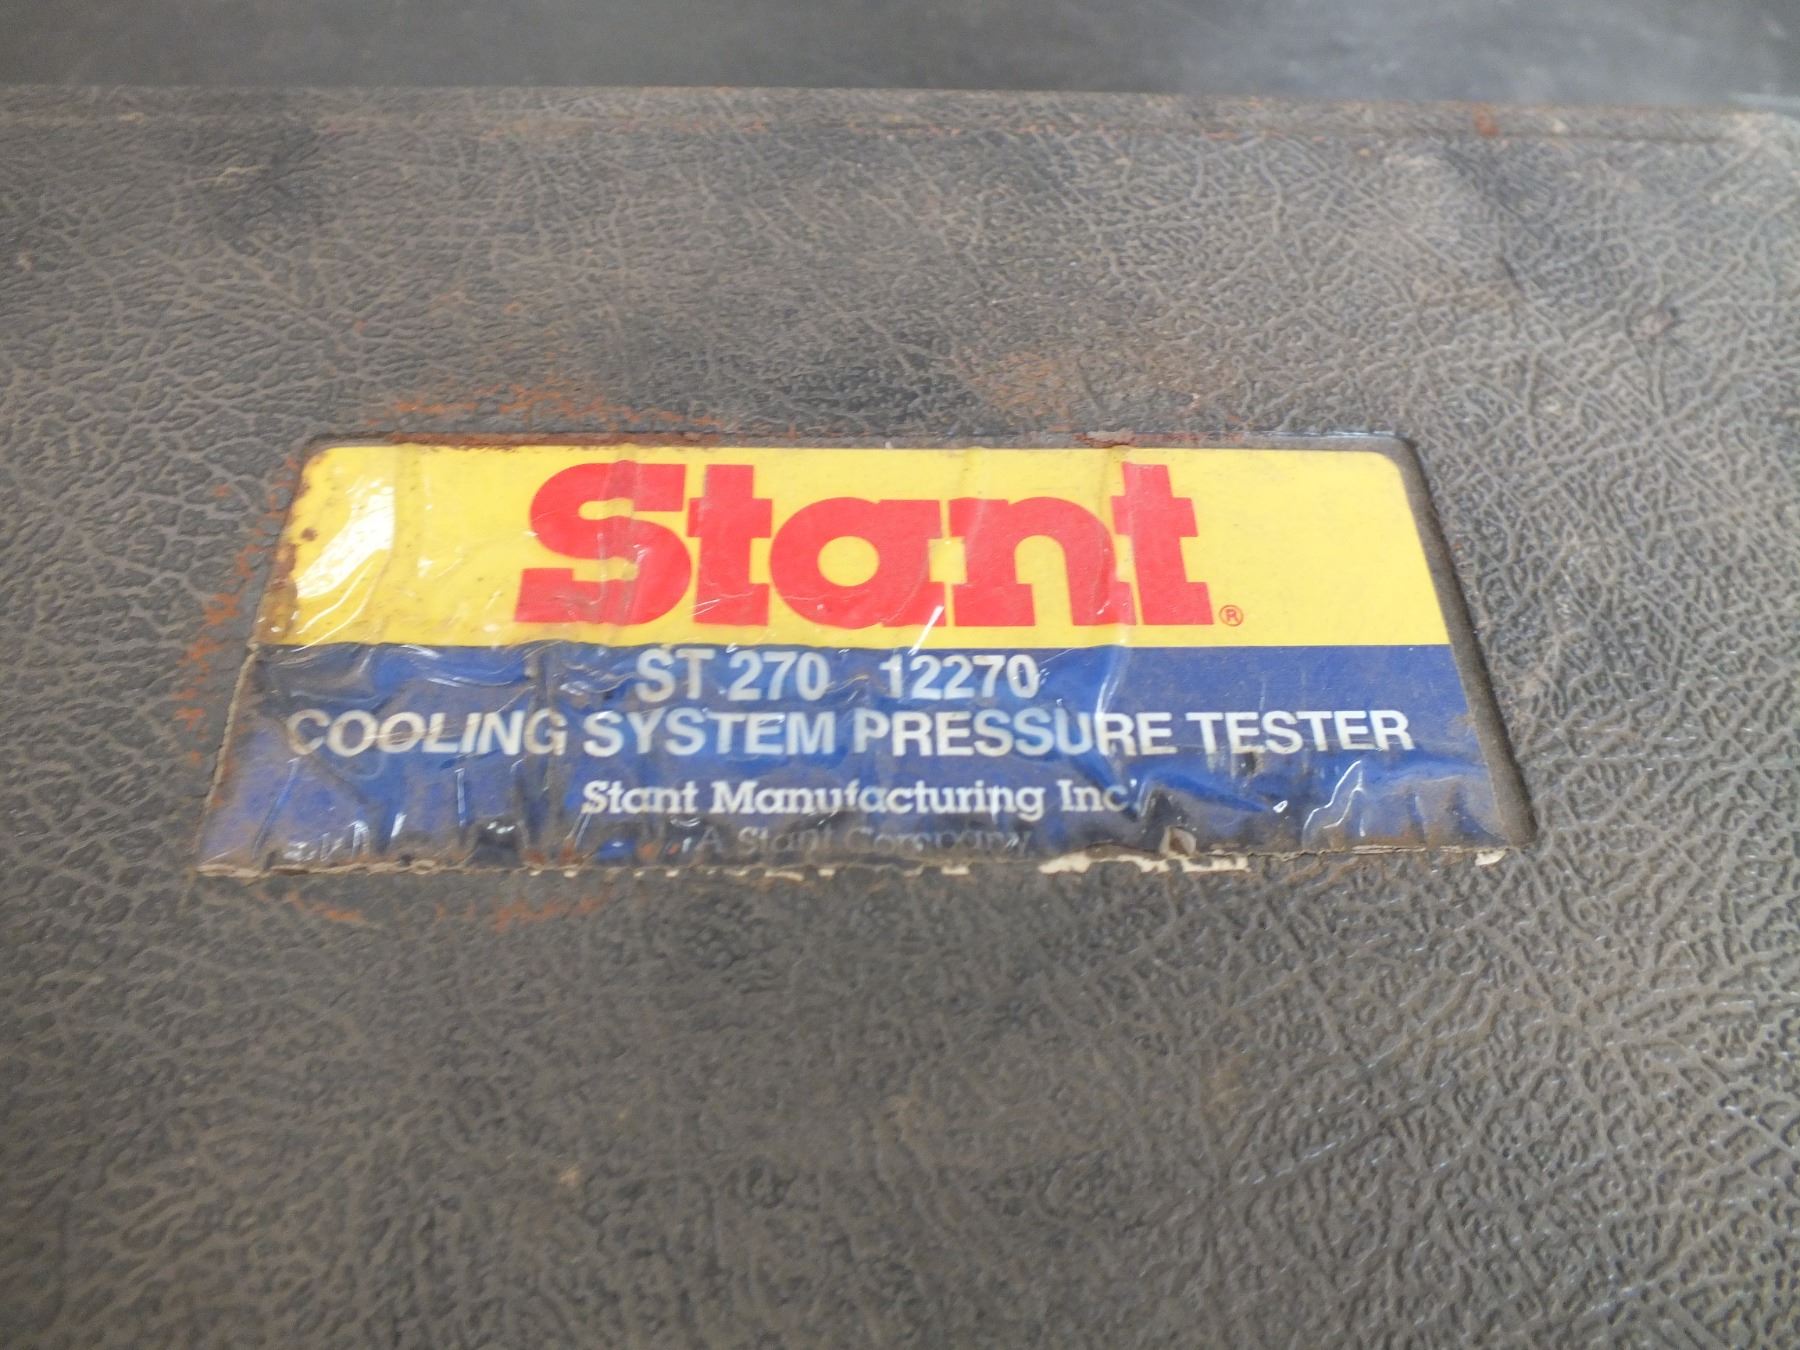 Stant®
ST 270 12270
COOLING SYSTEM PRESSURE TESTER
Stant Manufacturing Inc.
A Stant Company